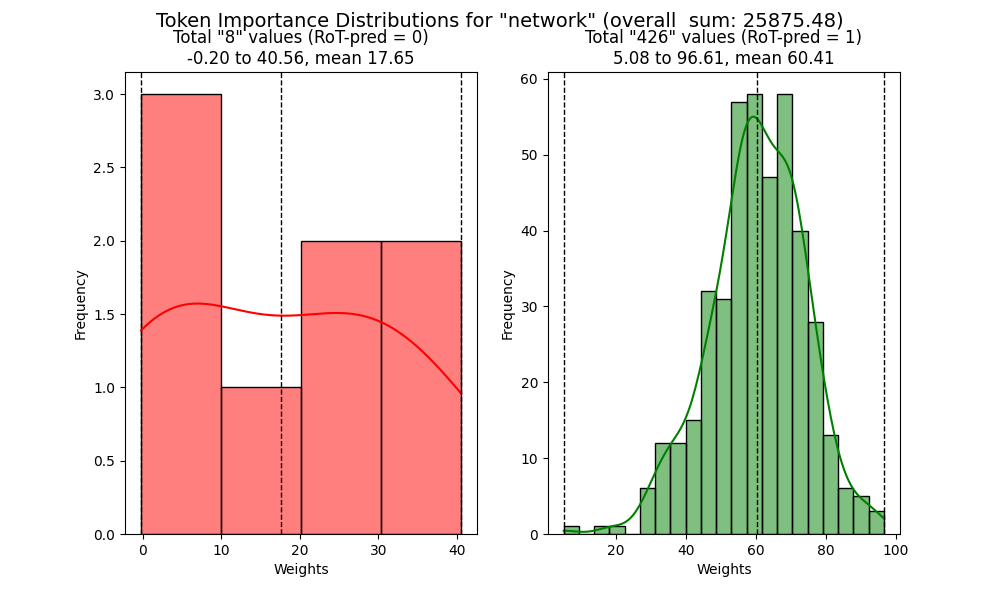 Token Importance Distributions for "network" (overall  sum: 25875.48)
Total "8" values (RoT-pred = 0)
-0.20 to 40.56, mean 17.65
Frequency
3.0
2.5
2.0
1.5
1.0
0.5
0.0
0
10
20
30
40
Weights
Total "426" values (RoT-pred = 1)
5.08 to 96.61, mean 60.41
Frequency
60
50
40
30
20
10
0
20
40
60
80
100
Weights